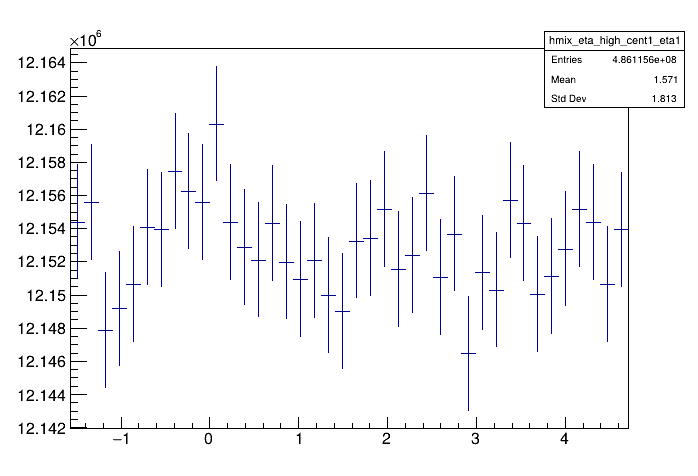 ×10⁶
hmix_eta_high_cent1_eta1
Entries 4.861156e+08
Mean 1.571
Std Dev 1.813
12.164
12.162
12.16
12.158
12.156
12.154
12.152
12.15
12.148
12.146
12.144
12.142
−1 0 1 2 3 4